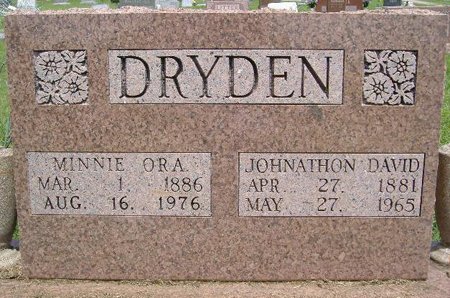 DRYDEN
MINNIE ORA
MAR. 1. 1886
AUG. 16. 1976
JOHNATHON DAVID
APR. 27. 1881
MAY. 27. 1965